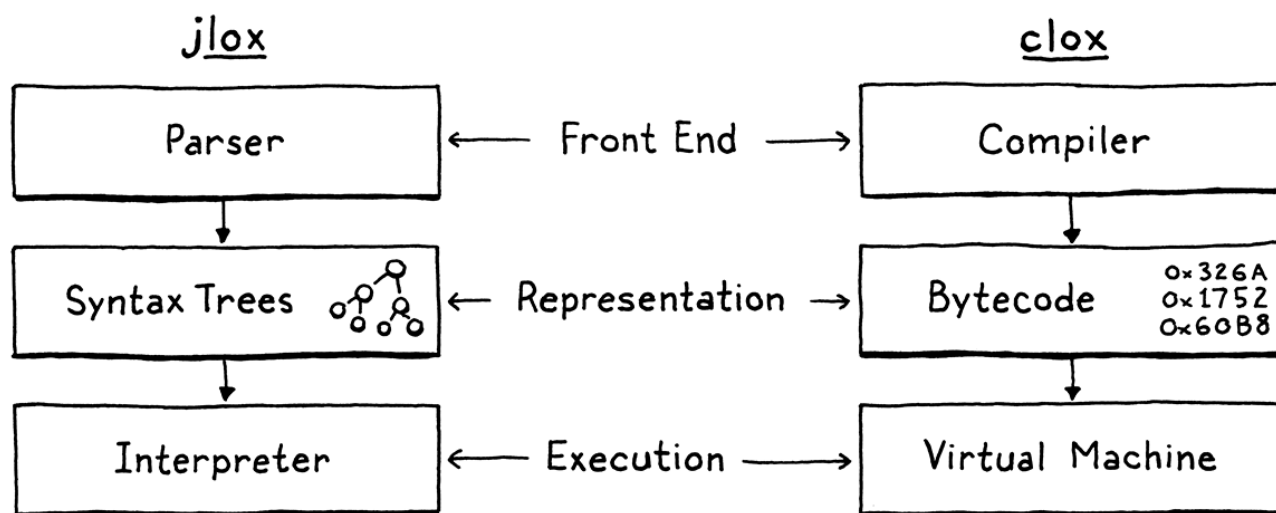 jlox
clox
Parser
Front End
Compiler
Syntax Trees
Representation
Bytecode
0x326A
0x1752
0x60B8
Interpreter
Execution
Virtual Machine